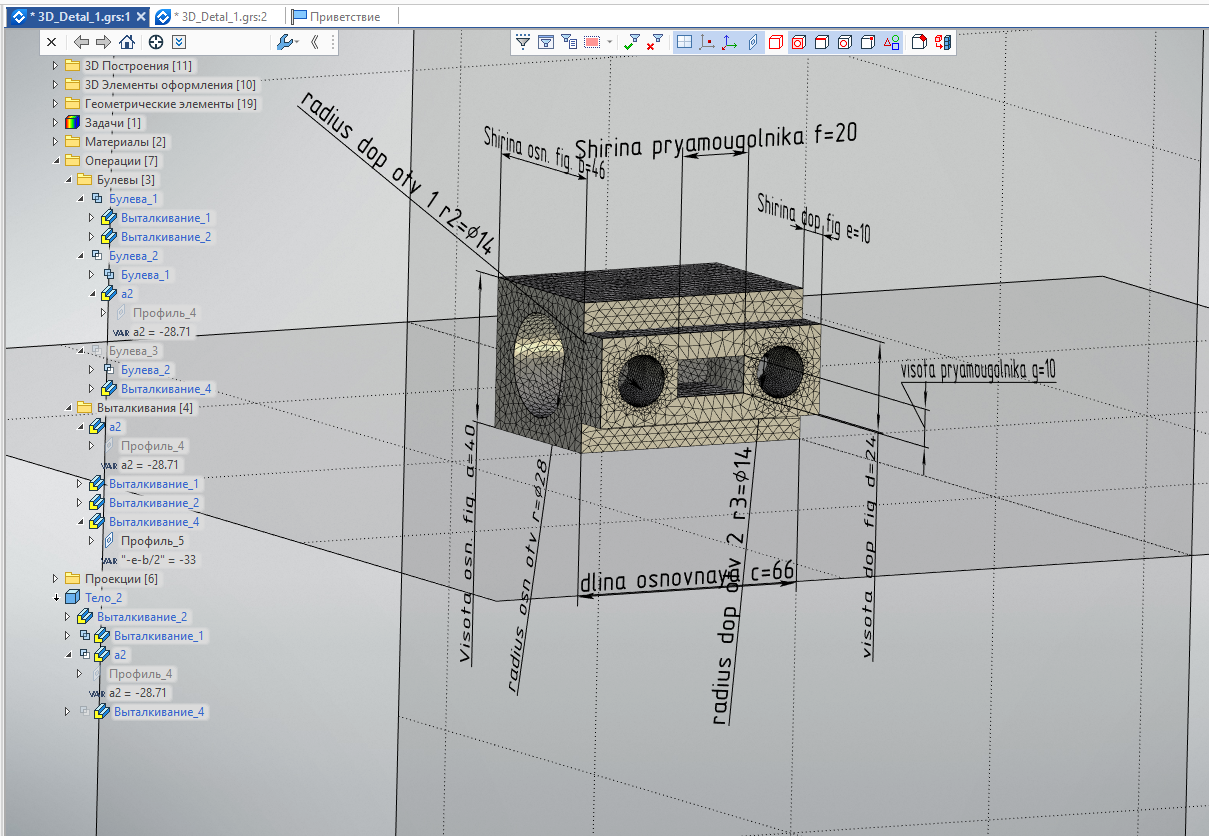 * 3D_Detal_1.grs:1
* 3D_Detal_1.grs:2
Приветствие
3D Построения [11]
3D Элементы оформления [10]
Геометрические элементы [19]
Задачи [1]
Материалы [2]
Операции [7]
Булевы [3]
Булева_1
Выталкивание_1
Выталкивание_2
Булева_2
Булева_1
a2
Профиль_4
VAR a2 = -28.71
Булева_3
Булева_2
Выталкивание_4
Выталкивания [4]
a2
Профиль_4
VAR a2 = -28.71
Выталкивание_1
Выталкивание_2
Выталкивание_4
Профиль_5
VAR "-e-b/2" = -33
Проекции [6]
Тело_2
Выталкивание_2
Выталкивание_1
a2
Профиль_4
VAR a2 = -28.71
Выталкивание_4
radius dop otv 1 r2=ϕ14
Shirina osn. fig. b=46
Shirina pryamougolnika f=20
Shirina dop fig e=10
visota pryamougolnika g=10
Visota osn. fig. a=40
radius osn otv r=ϕ28
dlina osnovnaya c=66
radius dop otv 2 r3=ϕ14
visota dop fig d=24